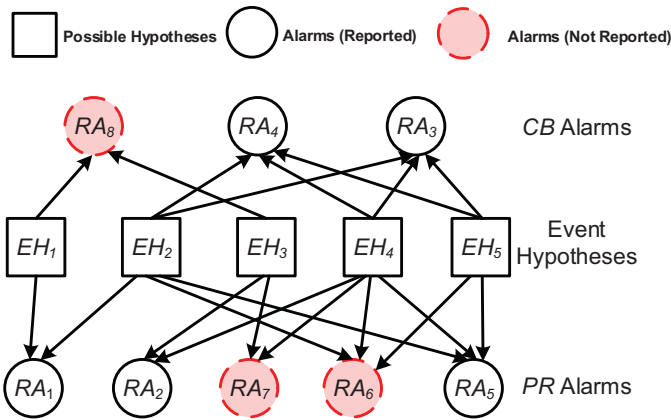 Possible Hypotheses Alarms (Reported) Alarms (Not Reported)
RA8 RA4 RA3 CB Alarms
EH1 EH2 EH3 EH4 EH5 Event
Hypotheses
RA1 RA2 RA7 RA6 RA5 PR Alarms